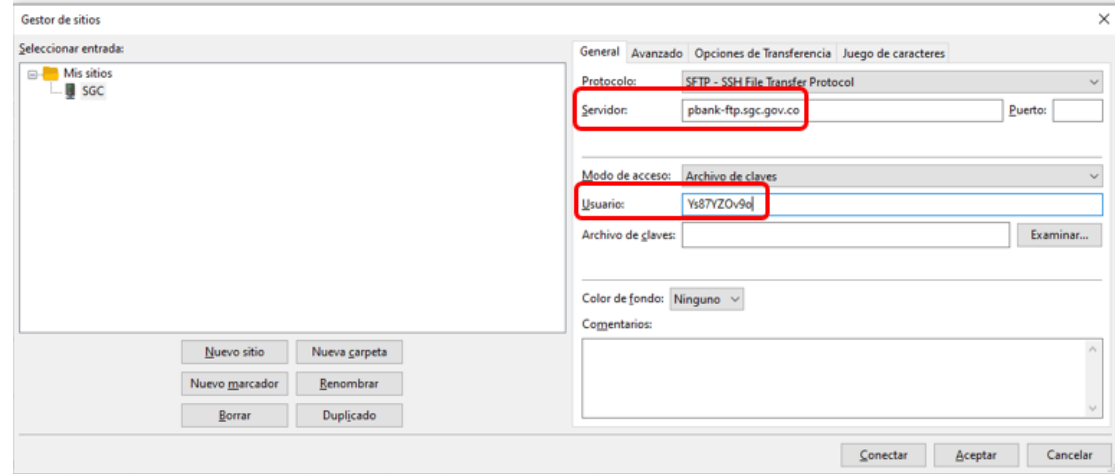 Gestor de sitios
Seleccionar entrada:
Mis sitios
SGC
Nuevo sitio
Nueva carpeta
Nuevo marcador
Renombrar
Borrar
Duplicado
General
Avanzado
Opciones de Transferencia
Juego de caracteres
Protocolo:
SFTP - SSH File Transfer Protocol
Servidor:
pbank-ftp.sgc.gov.co
Puerto:
Modo de acceso:
Archivo de claves
Usuario:
Ys87YZOv9o
Archivo de claves:
Examinar...
Color de fondo:
Ninguno
Comentarios:
Conectar
Aceptar
Cancelar